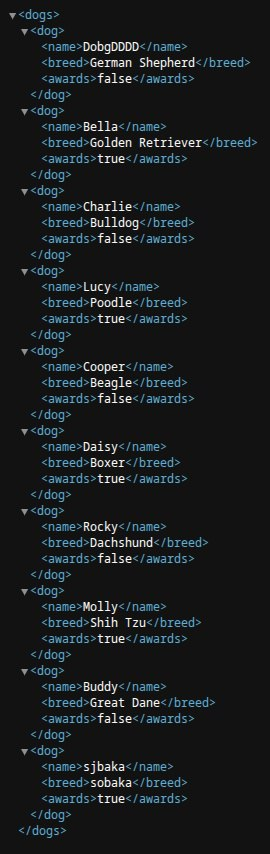 <dogs>
<dog>
<name>DobgDDDD</name>
<breed>German Shepherd</breed>
<awards>false</awards>
</dog>
<dog>
<name>Bella</name>
<breed>Golden Retriever</breed>
<awards>true</awards>
</dog>
<dog>
<name>Charlie</name>
<breed>Bulldog</breed>
<awards>false</awards>
</dog>
<dog>
<name>Lucy</name>
<breed>Poodle</breed>
<awards>true</awards>
</dog>
<dog>
<name>Cooper</name>
<breed>Beagle</breed>
<awards>false</awards>
</dog>
<dog>
<name>Daisy</name>
<breed>Boxer</breed>
<awards>true</awards>
</dog>
<dog>
<name>Rocky</name>
<breed>Dachshund</breed>
<awards>false</awards>
</dog>
<dog>
<name>Molly</name>
<breed>Shih Tzu</breed>
<awards>true</awards>
</dog>
<dog>
<name>Buddy</name>
<breed>Great Dane</breed>
<awards>false</awards>
</dog>
<dog>
<name>sjbaka</name>
<breed>sobaka</breed>
<awards>true</awards>
</dog>
</dogs>